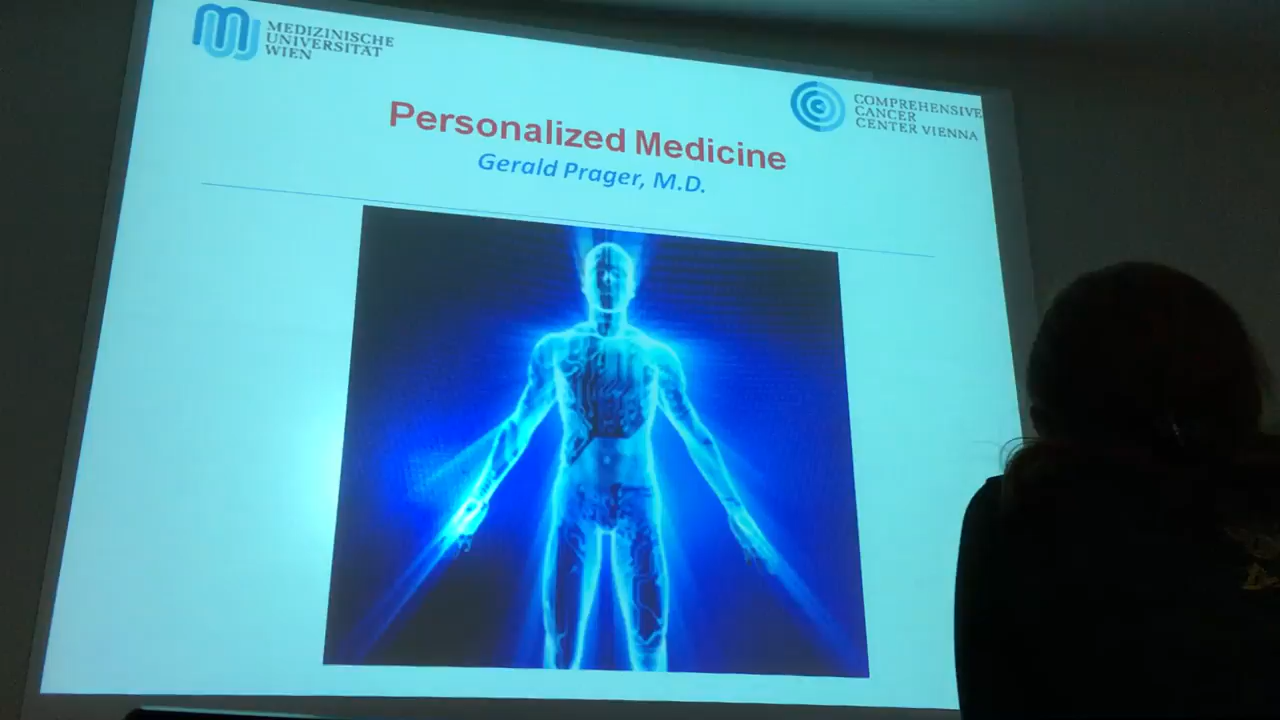 MEDIZINISCHE
UNIVERSITÄT
WIEN
COMPREHENSIVE
CANCER
CENTER VIENNA
Personalized Medicine
Gerald Prager, M.D.